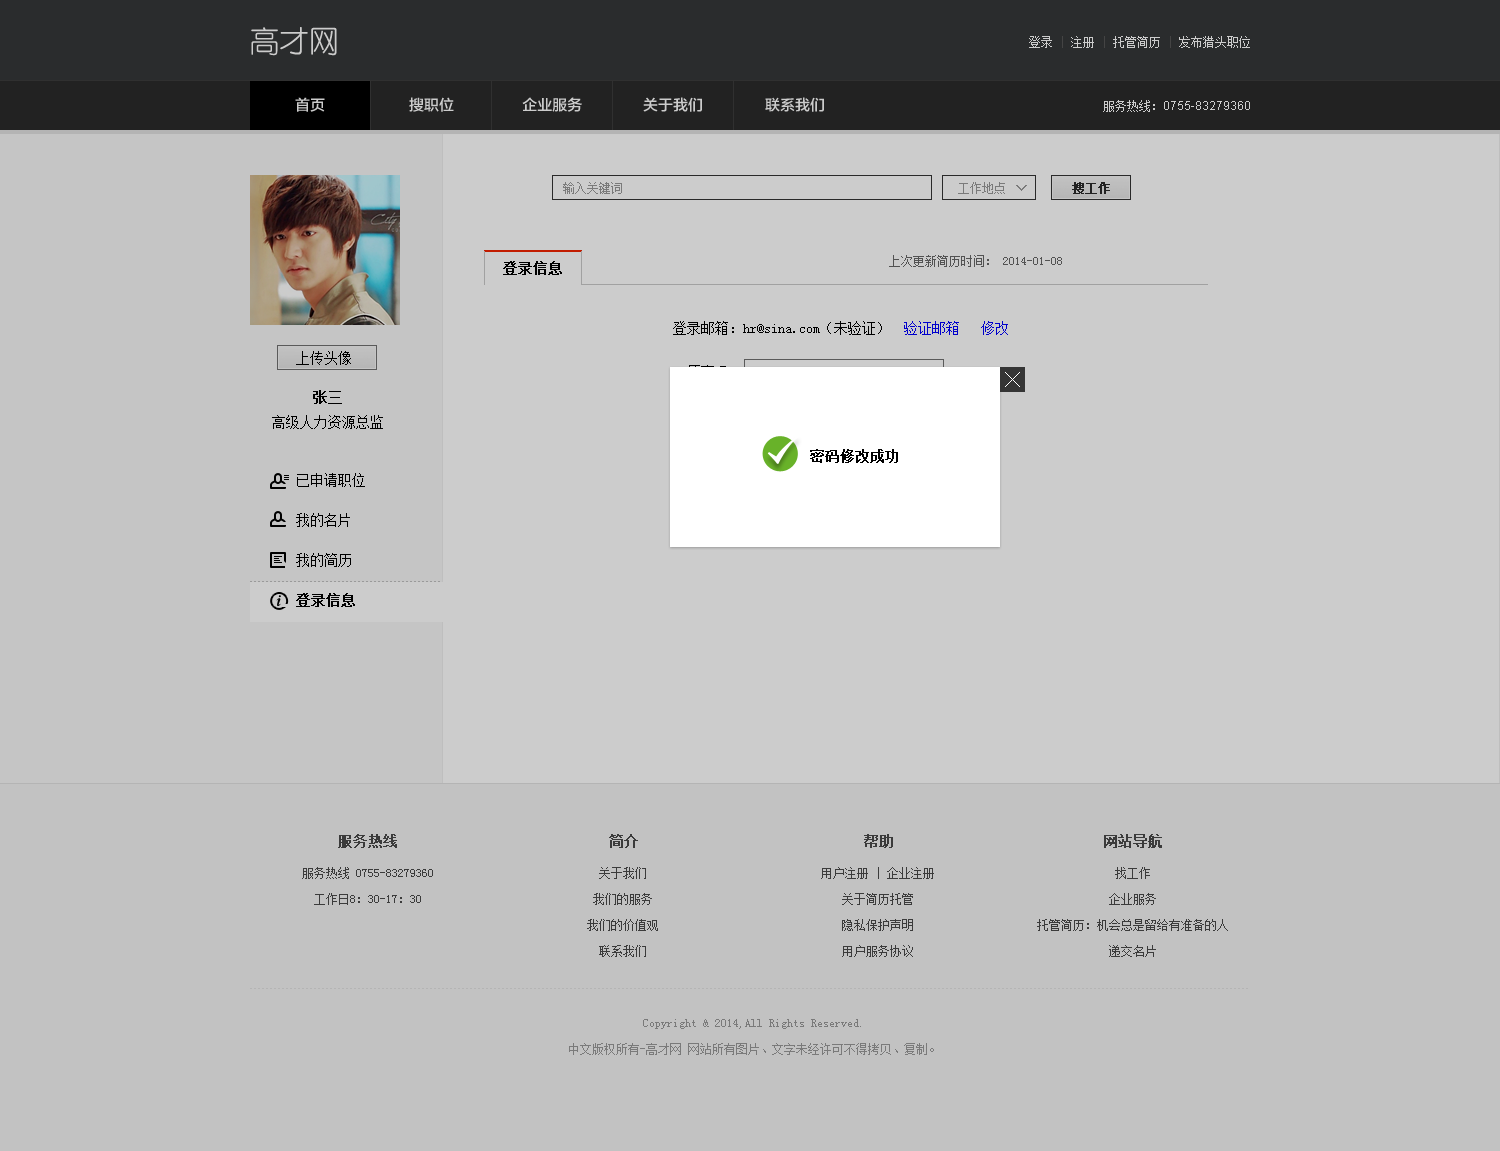 高才网
登录 | 注册 | 托管简历 | 发布猎头职位
首页 搜职位 企业服务 关于我们 联系我们 服务热线：0755-83279360
输入关键词 工作地点 搜工作
City
登录信息 上次更新简历时间： 2014-01-08
登录邮箱：hr@sina.com（未验证） 验证邮箱 修改
上传头像
张三
高级人力资源总监
密码修改成功
已申请职位
我的名片
我的简历
登录信息
服务热线
服务热线 0755-83279360
工作日8：30-17：30
简介
关于我们
我们的服务
我们的价值观
联系我们
帮助
用户注册 | 企业注册
关于简历托管
隐私保护声明
用户服务协议
网站导航
找工作
企业服务
托管简历：机会总是留给有准备的人
递交名片
Copyright @ 2014,All Rights Reserved.
中文版权所有-高才网 网站所有图片、文字未经许可不得拷贝、复制。